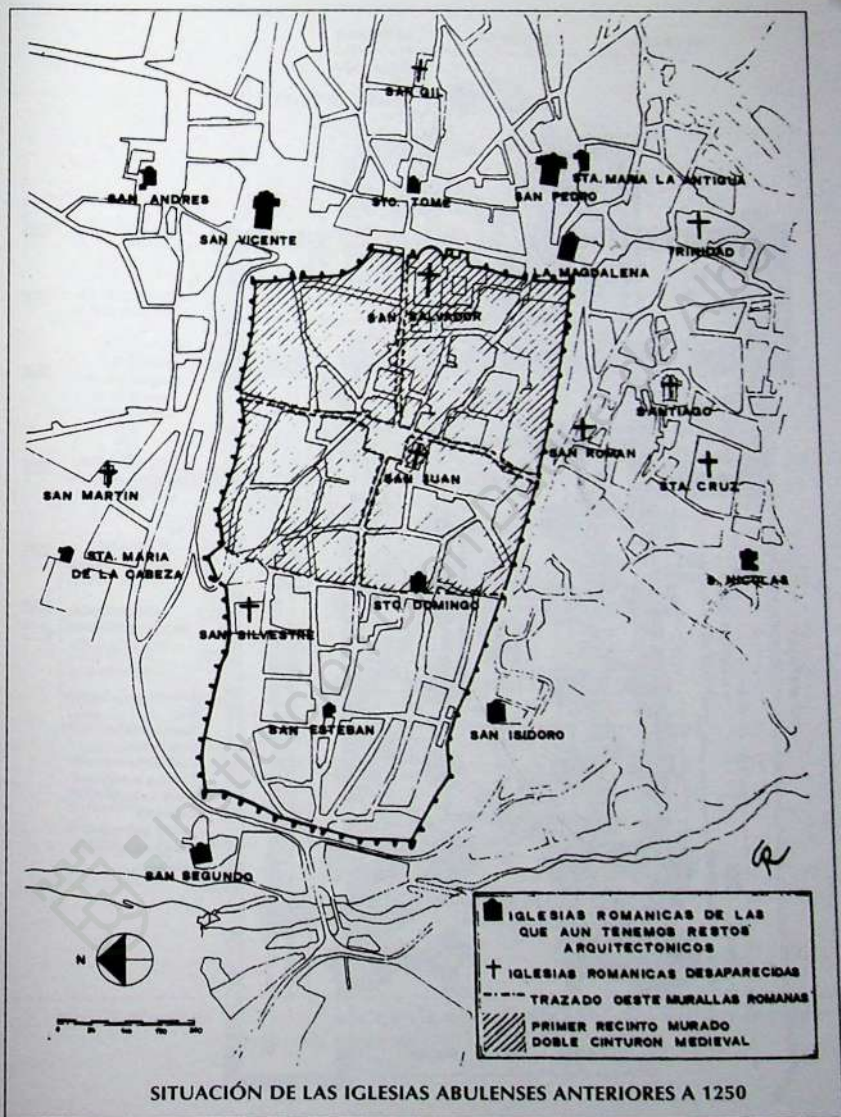 SAN GIL
SAN ANDRES
STO. TOME
STA. MARIA LA ANTIGUA
SAN PEDRO
SAN VICENTE
TRINIDAD
LA MAGDALENA
SAN SALVADOR
SANTIAGO
SAN ROMAN
SAN JUAN
STA. CRUZ
SAN MARTIN
STA. MARIA
DE LA CABEZA
S. NICOLAS
STO. DOMINGO
SAN SILVESTRE
SAN ESTEBAN
SAN ISIDORO
SAN SEGUNDO
N
IGLESIAS ROMANICAS DE LAS
QUE AUN TENEMOS RESTOS
ARQUITECTONICOS
IGLESIAS ROMANICAS DESAPARECIDAS
TRAZADO OESTE MURALLAS ROMANAS
PRIMER RECINTO MURADO
DOBLE CINTURON MEDIEVAL
SITUACIÓN DE LAS IGLESIAS ABULENSES ANTERIORES A 1250